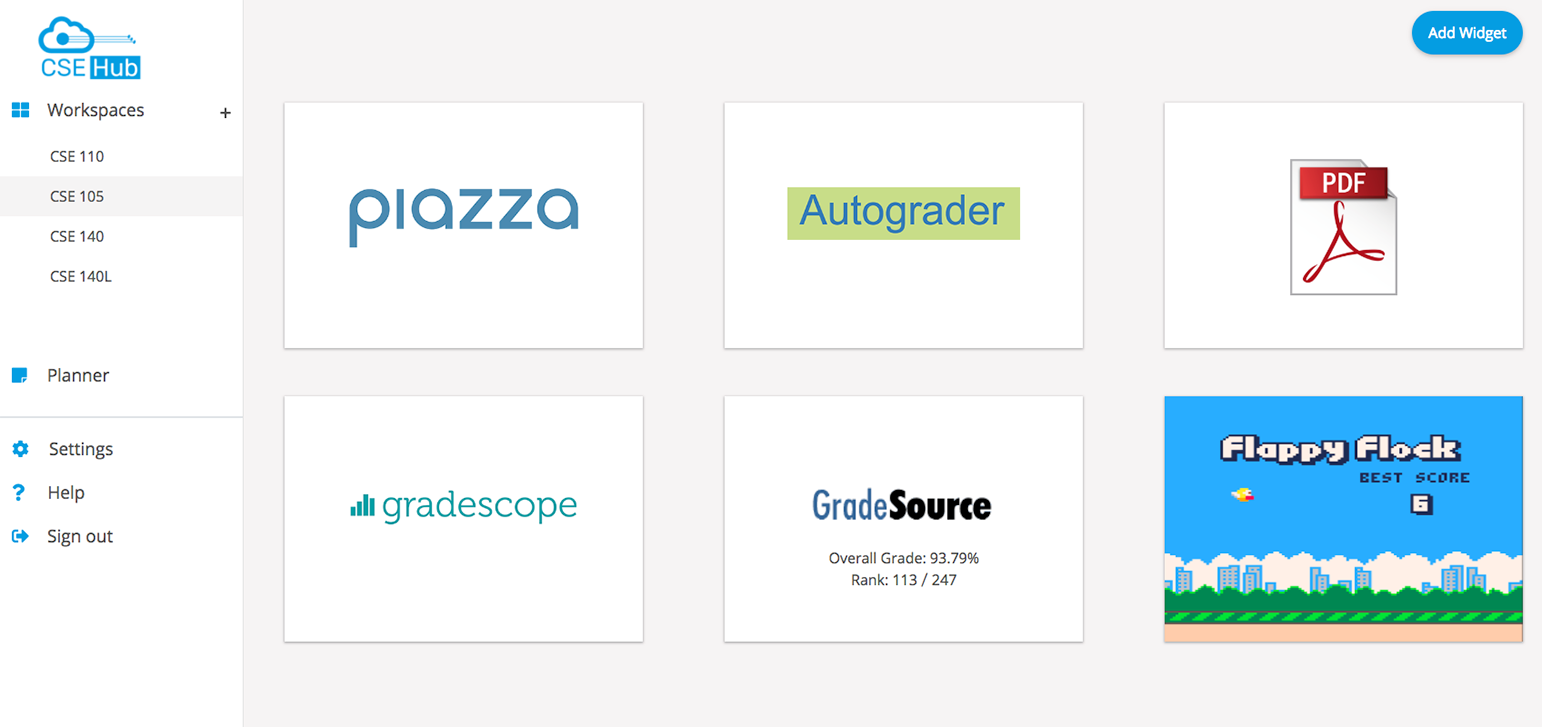 CSE Hub
Workspaces +
CSE 110
CSE 105
CSE 140
CSE 140L
Planner
Settings
? Help
Sign out
Add Widget
piazza
Autograder
PDF
gradescope
GradeSource
Overall Grade: 93.79%
Rank: 113 / 247
Flappy Flock
BEST SCORE
6